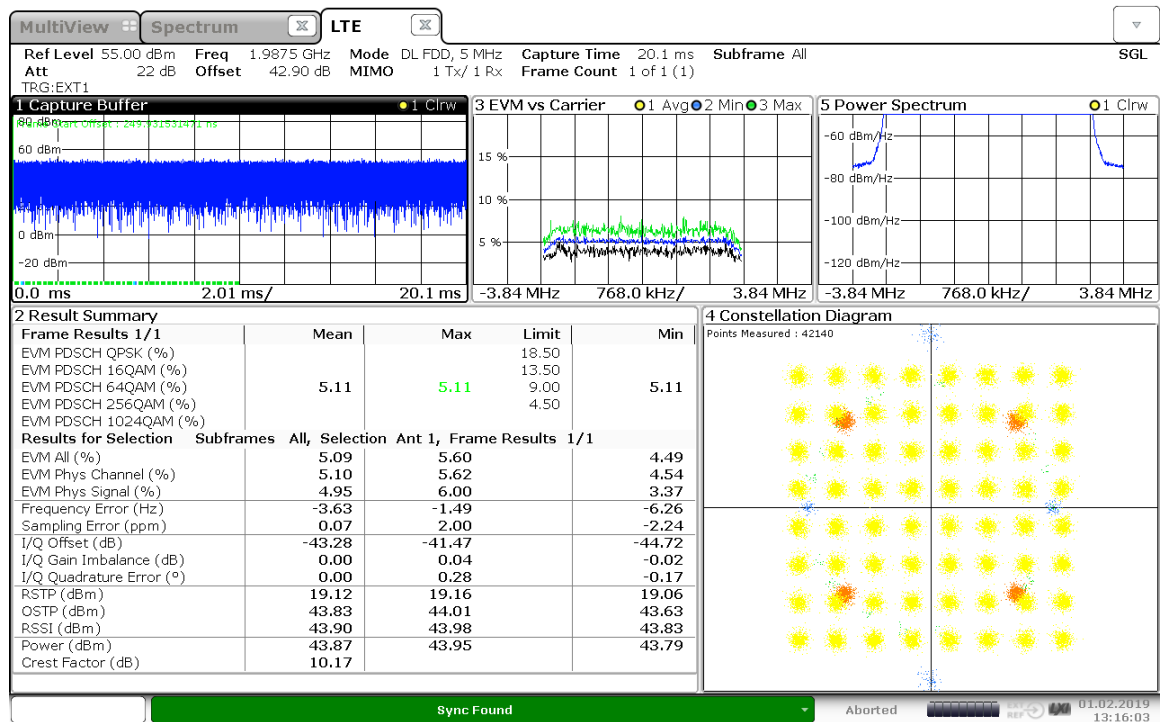 MultiView Spectrum LTE
Ref Level 55.00 dBm Freq 1.9875 GHz Mode DL FDD, 5 MHz Capture Time 20.1 ms Subframe All SGL
Att 22 dB Offset 42.90 dB MIMO 1 Tx/ 1 Rx Frame Count 1 of 1 (1)
TRG:EXT1
1 Capture Buffer 1 Clrw
80 dBm
Frame Start Offset : 249.931531471 ms
60 dBm
0 dBm
-20 dBm
0.0 ms 2.01 ms/ 20.1 ms
3 EVM vs Carrier 1 Avg 2 Min 3 Max
15 %
10 %
5 %
-3.84 MHz 768.0 kHz/ 3.84 MHz
5 Power Spectrum 1 Clrw
-60 dBm/Hz
-80 dBm/Hz
-100 dBm/Hz
-120 dBm/Hz
-3.84 MHz 768.0 kHz/ 3.84 MHz
2 Result Summary
Frame Results 1/1 Mean Max Limit Min
EVM PDSCH QPSK (%) 18.50
EVM PDSCH 16QAM (%) 13.50
EVM PDSCH 64QAM (%) 5.11 5.11 9.00 5.11
EVM PDSCH 256QAM (%) 4.50
EVM PDSCH 1024QAM (%)
Results for Selection Subframes All, Selection Ant 1, Frame Results 1/1
EVM All (%) 5.09 5.60 4.49
EVM Phys Channel (%) 5.10 5.62 4.54
EVM Phys Signal (%) 4.95 6.00 3.37
Frequency Error (Hz) -3.63 -1.49 -6.26
Sampling Error (ppm) 0.07 2.00 -2.24
I/Q Offset (dB) -43.28 -41.47 -44.72
I/Q Gain Imbalance (dB) 0.00 0.04 -0.02
I/Q Quadrature Error (°) 0.00 0.28 -0.17
RSTP (dBm) 19.12 19.16 19.06
OSTP (dBm) 43.83 44.01 43.63
RSSI (dBm) 43.90 43.98 43.83
Power (dBm) 43.87 43.95 43.79
Crest Factor (dB) 10.17
4 Constellation Diagram
Points Measured : 42140
Sync Found Aborted EXT REF LXI 01.02.2019
13:16:03